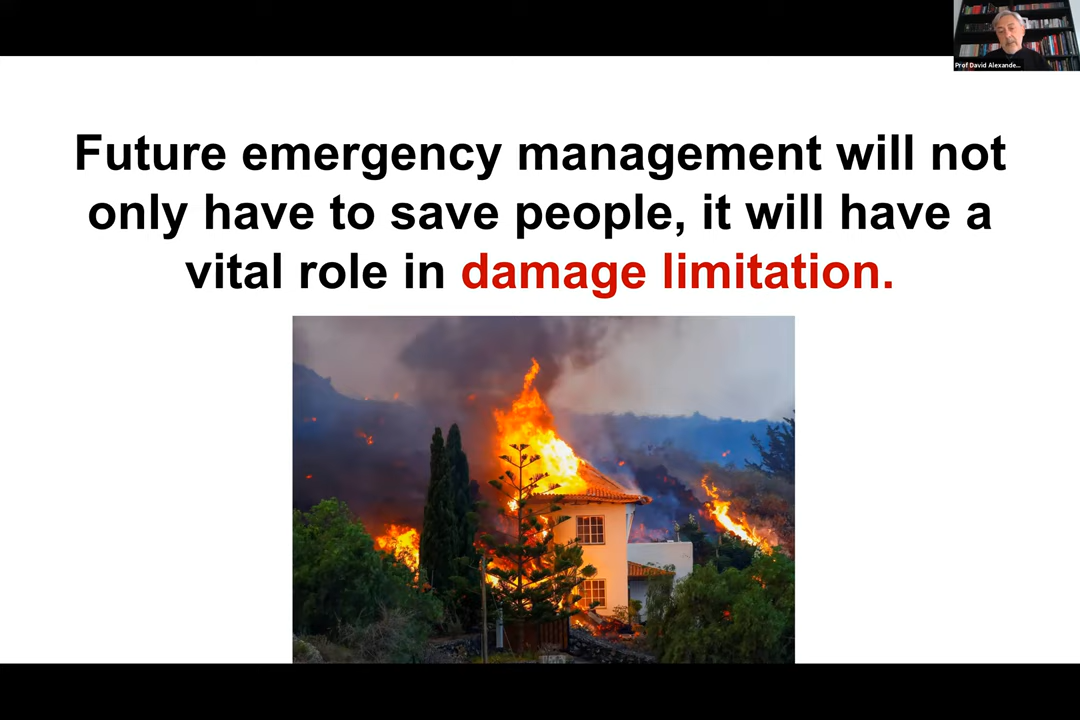 Prof David Alexande...
Future emergency management will not
only have to save people, it will have a
vital role in damage limitation.